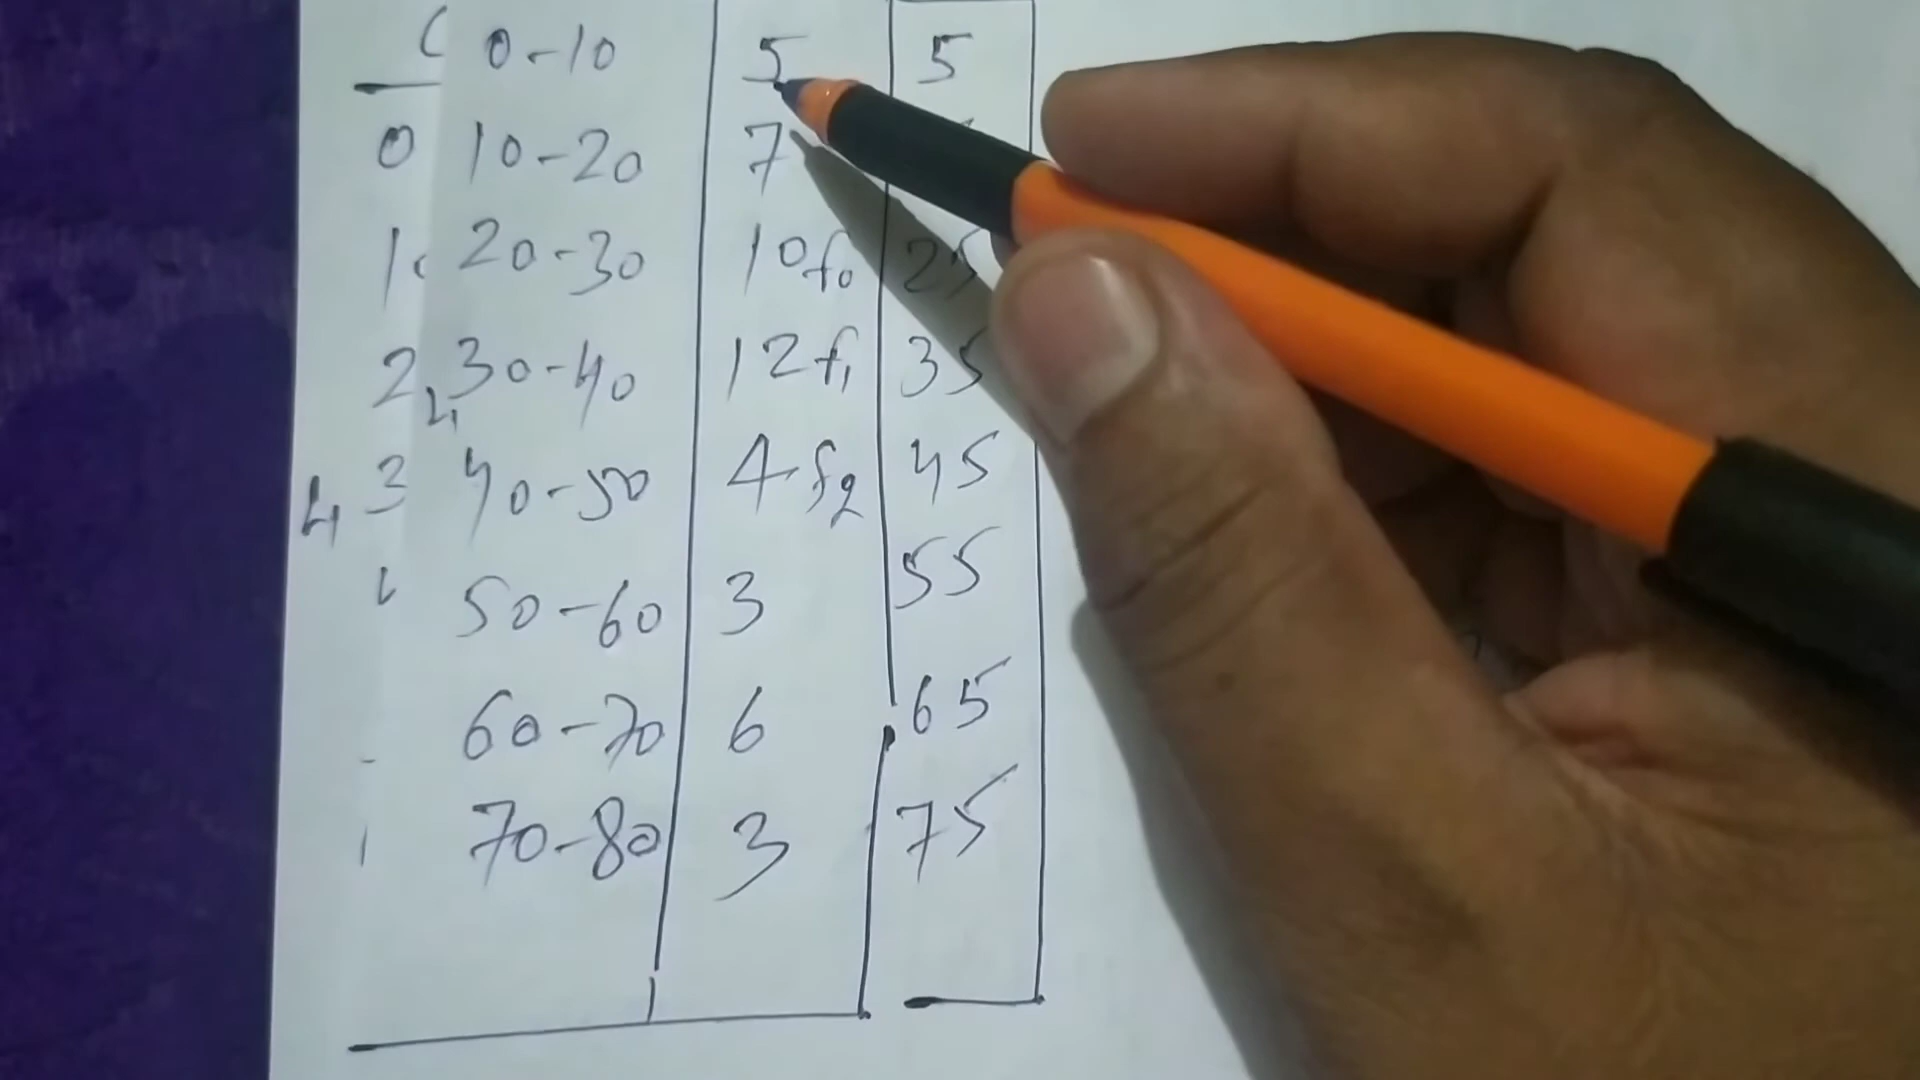 ( 0-10 5 5
0 10-20 7
1 20-30 10 f0 25
2 30-40 12 f1 35
4 3 40-50 4 f2 45
50-60 3 55
60-70 6 65
70-80 3 75